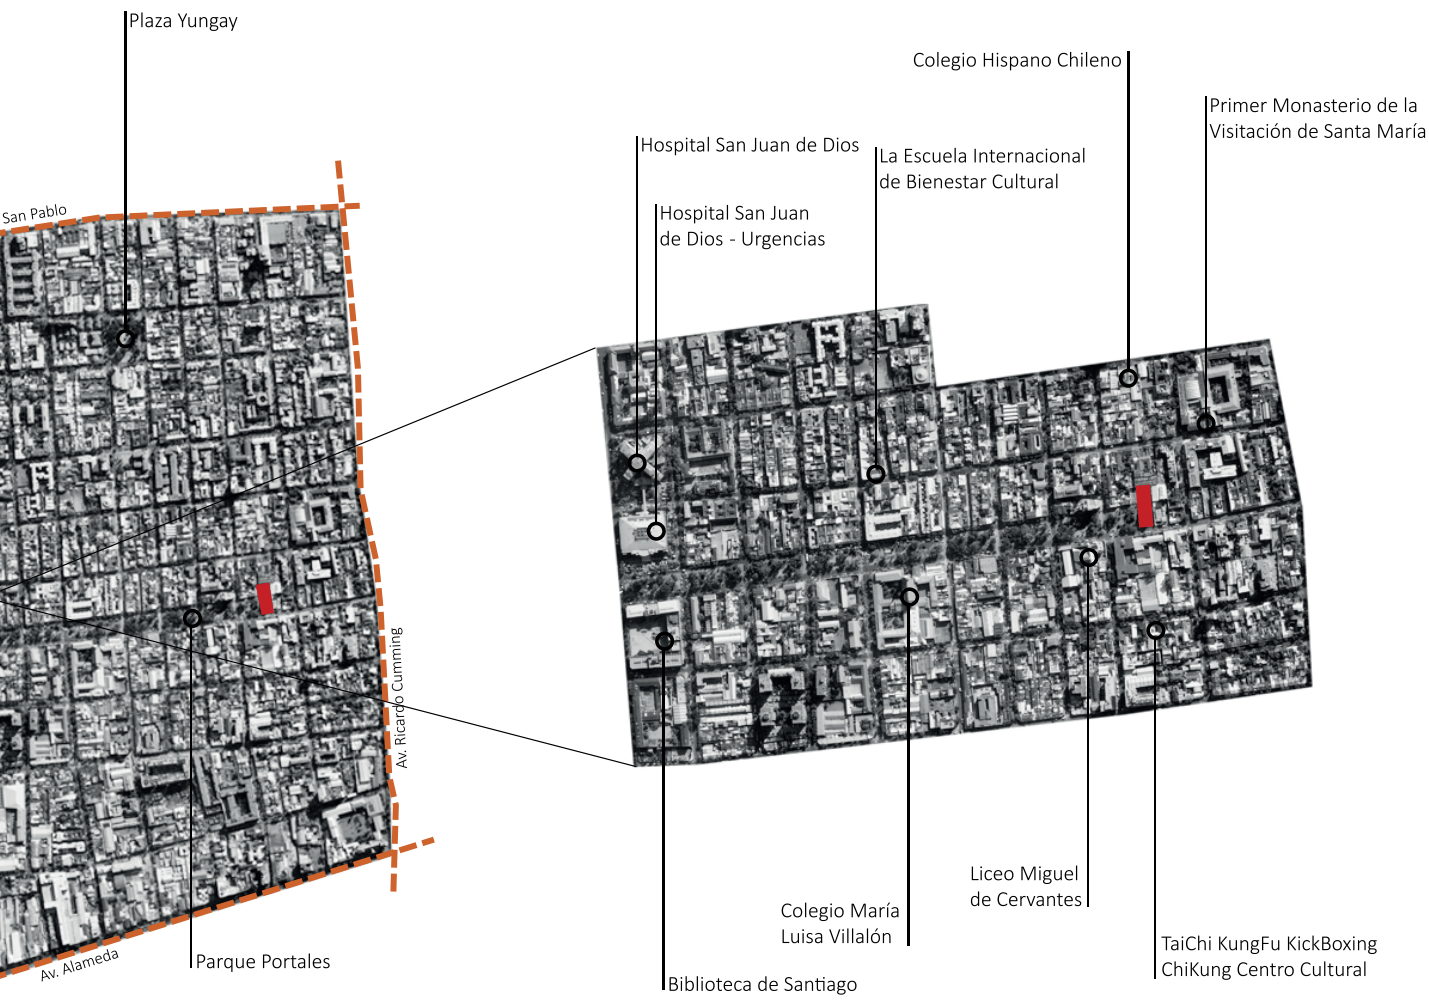 Plaza Yungay
Colegio Hispano Chileno
Primer Monasterio de la
Visitación de Santa María
Hospital San Juan de Dios
La Escuela Internacional
de Bienestar Cultural
Hospital San Juan
de Dios - Urgencias
San Pablo
Av. Ricardo Cumming
Liceo Miguel
de Cervantes
Colegio María
Luisa Villalón
TaiChi KungFu KickBoxing
ChiKung Centro Cultural
Parque Portales
Av. Alameda
Biblioteca de Santiago